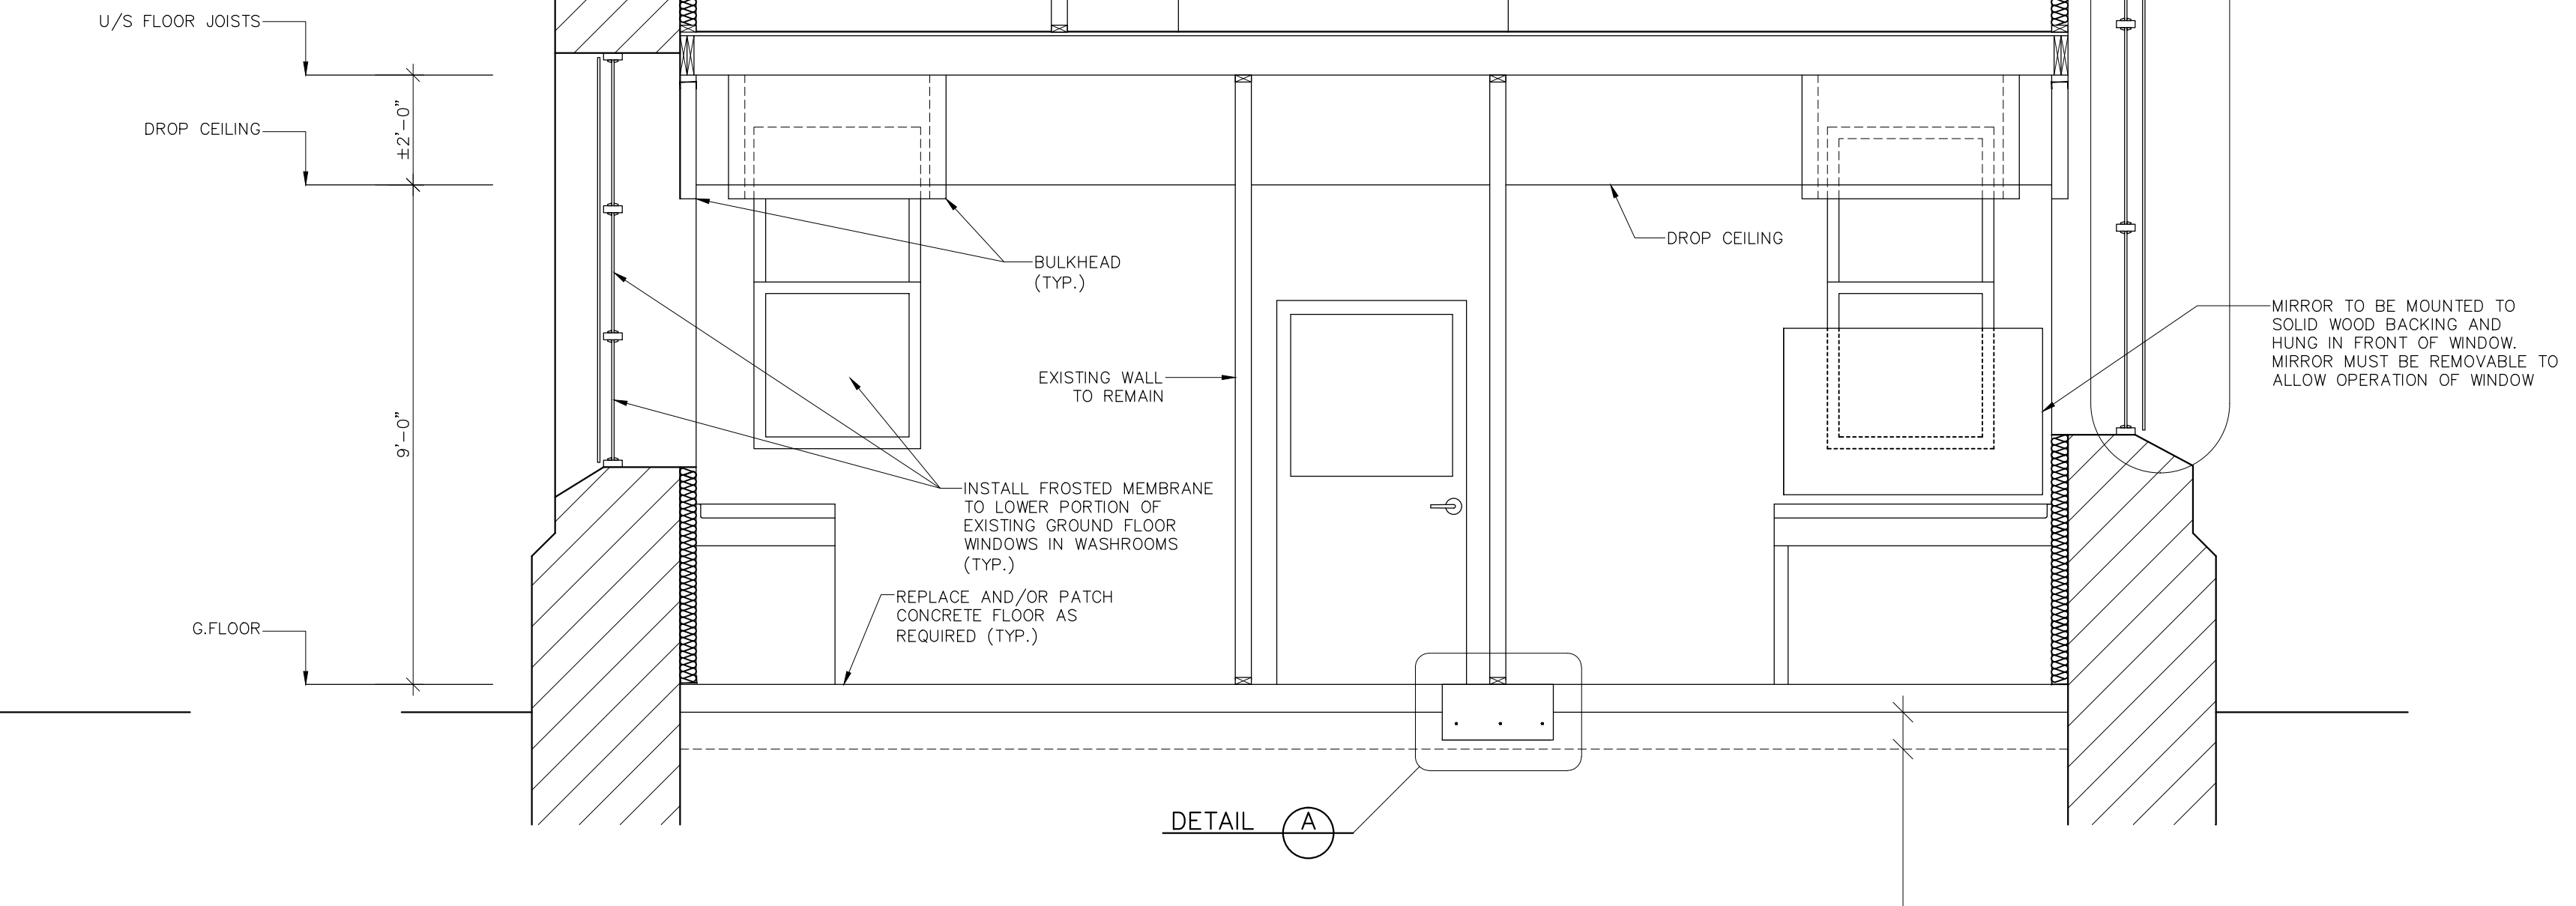 U/S FLOOR JOISTS
DROP CEILING
±2'-0"
9'-0"
G.FLOOR
BULKHEAD
(TYP.)
DROP CEILING
MIRROR TO BE MOUNTED TO
SOLID WOOD BACKING AND
HUNG IN FRONT OF WINDOW.
MIRROR MUST BE REMOVABLE TO
ALLOW OPERATION OF WINDOW
EXISTING WALL
TO REMAIN
INSTALL FROSTED MEMBRANE
TO LOWER PORTION OF
EXISTING GROUND FLOOR
WINDOWS IN WASHROOMS
(TYP.)
REPLACE AND/OR PATCH
CONCRETE FLOOR AS
REQUIRED (TYP.)
DETAIL A